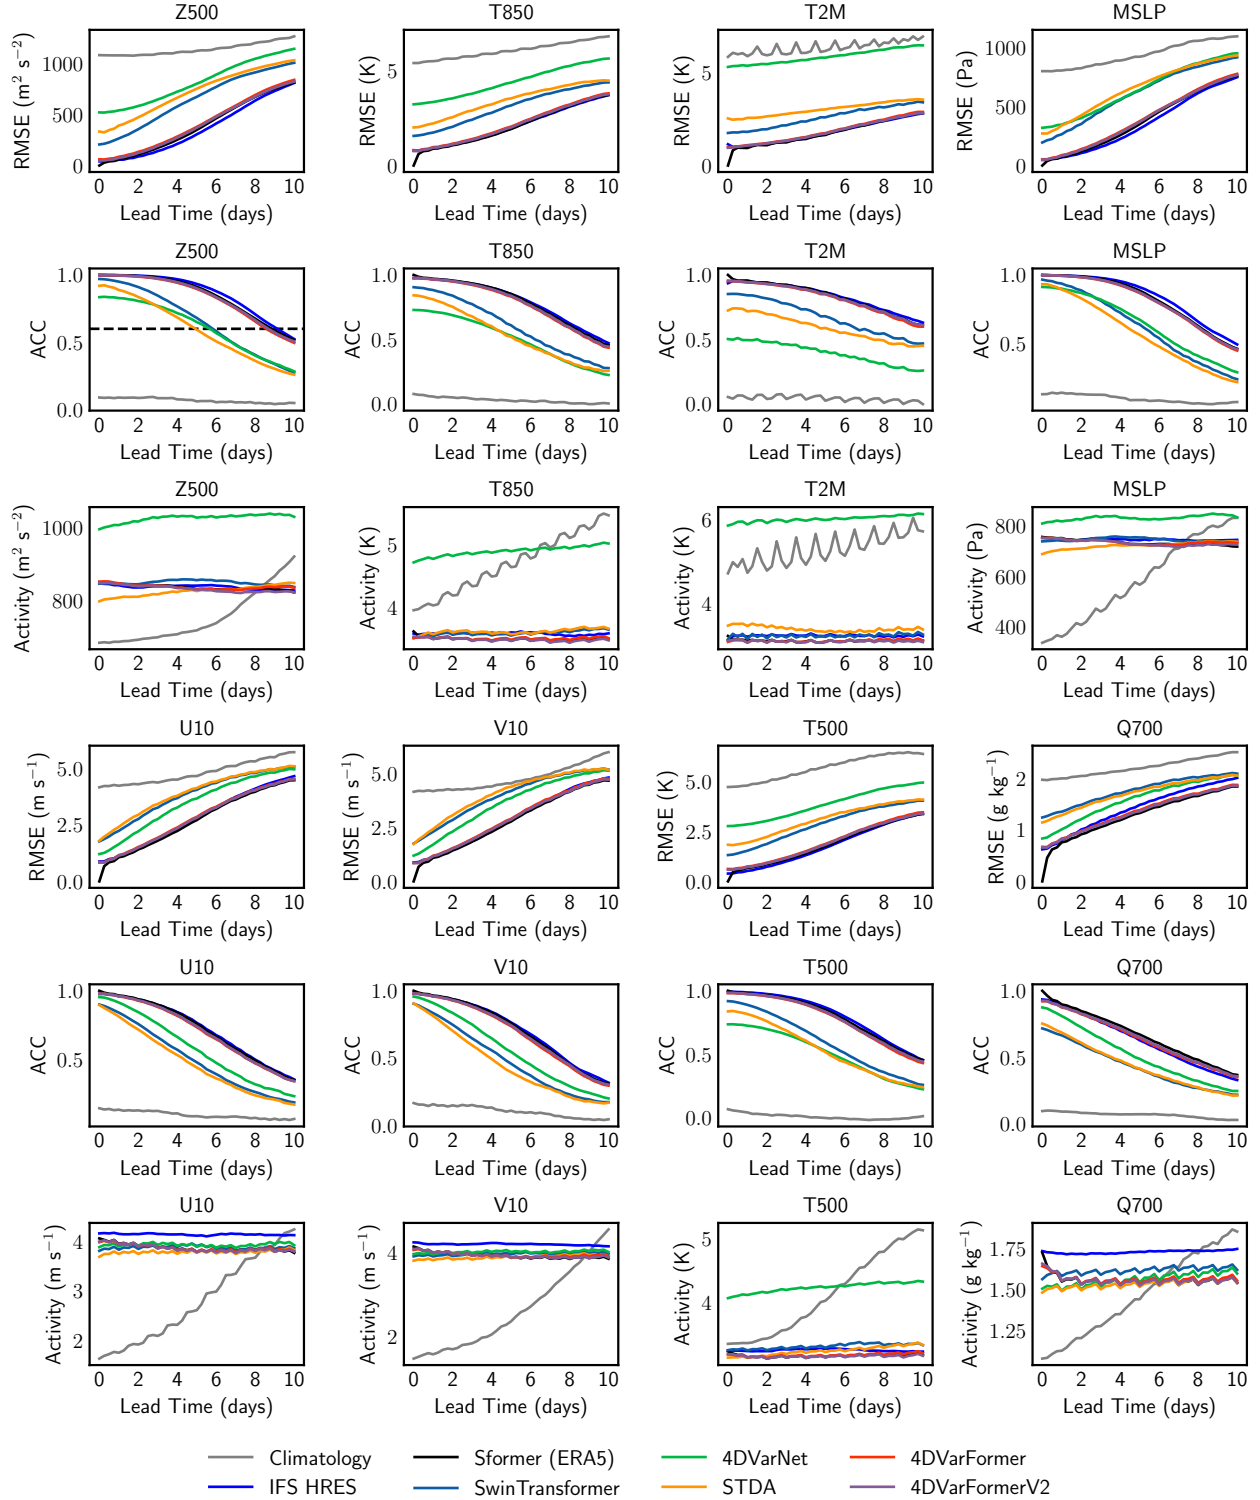 Z500 T850 T2M MSLP
RMSE (m² s⁻²) 0 500 1000
RMSE (K) 4 5
RMSE (K) 0 5
RMSE (Pa) 0 500 1000
0 2 4 6 8 10 0 2 4 6 8 10 0 2 4 6 8 10 0 2 4 6 8 10
Lead Time (days) Lead Time (days) Lead Time (days) Lead Time (days)
Z500 T850 T2M MSLP
ACC 0.0 0.5 1.0
ACC 0.0 0.5 1.0
ACC 0.0 0.5 1.0
ACC 0.5 1.0
0 2 4 6 8 10 0 2 4 6 8 10 0 2 4 6 8 10 0 2 4 6 8 10
Lead Time (days) Lead Time (days) Lead Time (days) Lead Time (days)
Z500 T850 T2M MSLP
Activity (m² s⁻²) 800 1000
Activity (K) 4 5
Activity (K) 4 6
Activity (Pa) 400 600 800
0 2 4 6 8 10 0 2 4 6 8 10 0 2 4 6 8 10 0 2 4 6 8 10
Lead Time (days) Lead Time (days) Lead Time (days) Lead Time (days)
U10 V10 T500 Q700
RMSE (m s⁻¹) 0.0 2.5 5.0
RMSE (m s⁻¹) 0.0 2.5 5.0
RMSE (K) 0.0 2.5 5.0
RMSE (g kg⁻¹) 0 1 2
0 2 4 6 8 10 0 2 4 6 8 10 0 2 4 6 8 10 0 2 4 6 8 10
Lead Time (days) Lead Time (days) Lead Time (days) Lead Time (days)
U10 V10 T500 Q700
ACC 0.5 1.0
ACC 0.0 0.5 1.0
ACC 0.0 0.5 1.0
ACC 0.0 0.5 1.0
0 2 4 6 8 10 0 2 4 6 8 10 0 2 4 6 8 10 0 2 4 6 8 10
Lead Time (days) Lead Time (days) Lead Time (days) Lead Time (days)
U10 V10 T500 Q700
Activity (m s⁻¹) 2 3 4
Activity (m s⁻¹) 2 4
Activity (K) 4 5
Activity (g kg⁻¹) 1.25 1.50 1.75
0 2 4 6 8 10 0 2 4 6 8 10 0 2 4 6 8 10 0 2 4 6 8 10
Lead Time (days) Lead Time (days) Lead Time (days) Lead Time (days)
Climatology Sformer (ERA5) 4DVarNet 4DVarFormer
IFS HRES SwinTransformer STDA 4DVarFormerV2